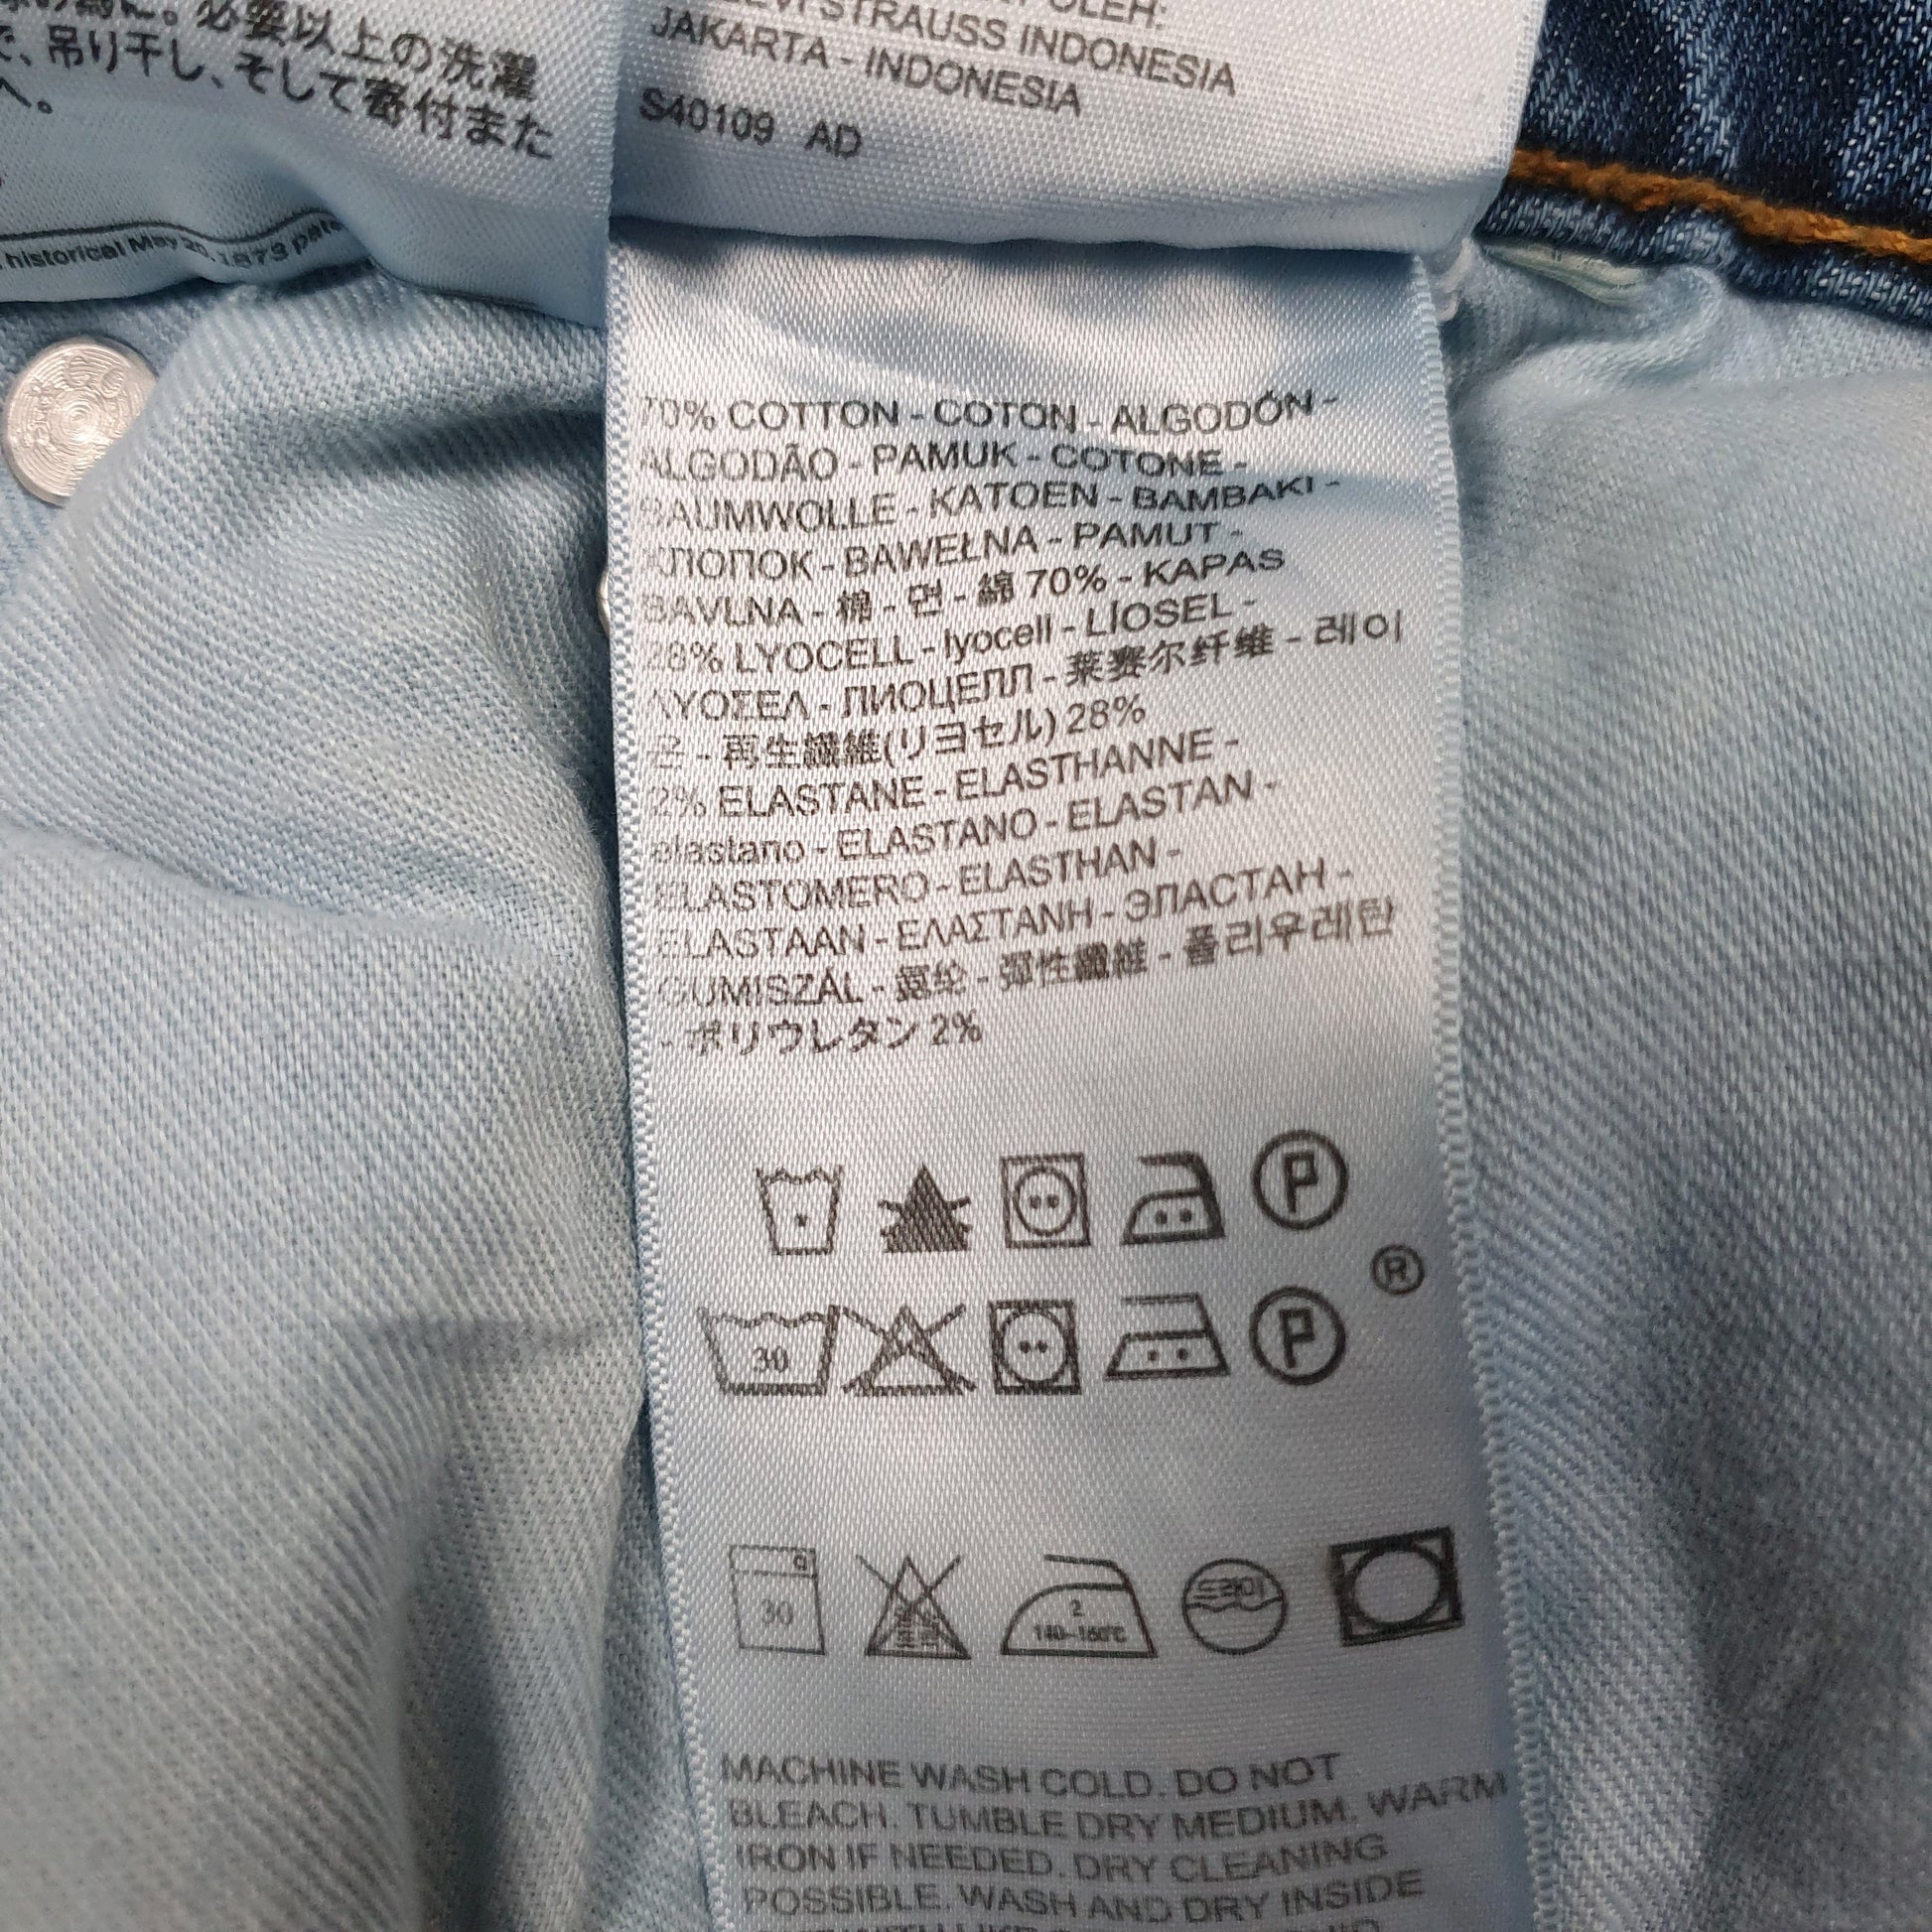 必要以上の洗濯
、吊り干し、そして寄付また
へ。
historical May 20, 1873
OLEH:
STRAUSS INDONESIA
JAKARTA - INDONESIA
S40109 AD
70% COTTON - COTON - ALGODÓN -
ALGODÃO - PAMUK - COTONE -
BAUMWOLLE - KATOEN - BAMBAKI -
ХЛОПОК - BAWEŁNA - PAMUT -
BAVLNA - 棉 - 면 - 綿 70% - KAPAS
28% LYOCELL - lyocell - LİOSEL -
ΛΥΟΣΕΛ - ЛИОЦЕЛЛ - 莱赛尔纤维 - 레이
온 - 再生繊維(リヨセル) 28%
2% ELASTANE - ELASTHANNE -
elastano - ELASTANO - ELASTAN -
ELASTOMERO - ELASTHAN -
ELASTAAN - ΕΛΑΣΤΑΝΗ - ЭЛАСТАН -
GUMISZÁL - 氨纶 - 彈性纖維 - 폴리우레탄
- ポリウレタン 2%
P
®
30 P
30 2 140~160℃ 드라이
MACHINE WASH COLD. DO NOT
BLEACH. TUMBLE DRY MEDIUM. WARM
IRON IF NEEDED. DRY CLEANING
POSSIBLE. WASH AND DRY INSIDE